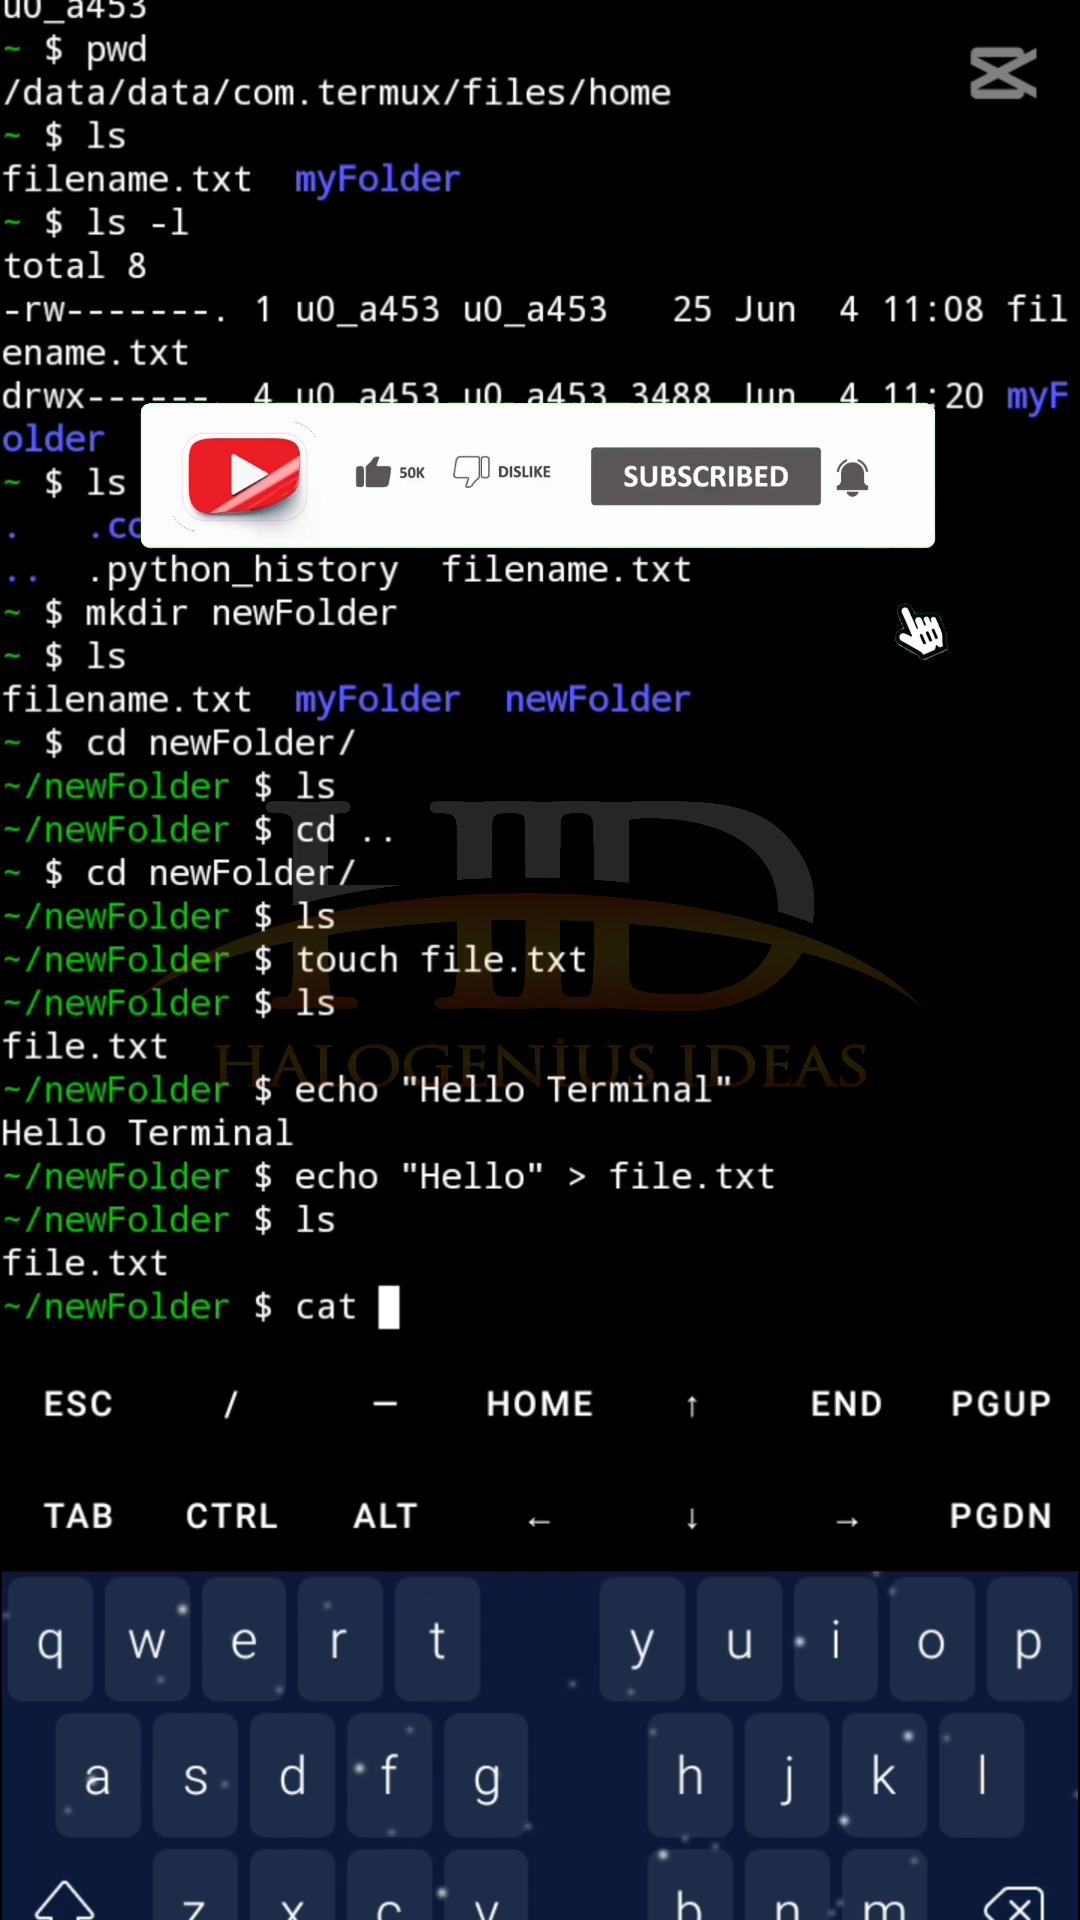 u0_a453
~ $ pwd
/data/data/com.termux/files/home
~ $ ls
filename.txt  myFolder
~ $ ls -l
total 8
-rw-------. 1 u0_a453 u0_a453   25 Jun  4 11:08 fil
ename.txt
drwx------. 4 u0_a453 u0_a453 3488 Jun  4 11:20 myF
older
50K DISLIKE SUBSCRIBED
~ $ ls
.
..  .python_history  filename.txt
~ $ mkdir newFolder
~ $ ls
filename.txt  myFolder  newFolder
~ $ cd newFolder/
~/newFolder $ ls
~/newFolder $ cd ..
~ $ cd newFolder/
~/newFolder $ ls
~/newFolder $ touch file.txt
~/newFolder $ ls
file.txt
HALOGENİUS IDEAS
~/newFolder $ echo "Hello Terminal"
Hello Terminal
~/newFolder $ echo "Hello" > file.txt
~/newFolder $ ls
file.txt
~/newFolder $ cat
ESC / — HOME ↑ END PGUP
TAB CTRL ALT ← ↓ → PGDN
q w e r t y u i o p
a s d f g h j k l
z x c v b n m